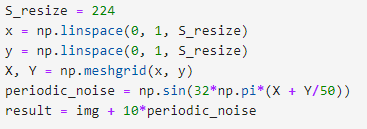 S_resize = 224
x = np.linspace(0, 1, S_resize)
y = np.linspace(0, 1, S_resize)
X, Y = np.meshgrid(x, y)
periodic_noise = np.sin(32*np.pi*(X + Y/50))
result = img + 10*periodic_noise